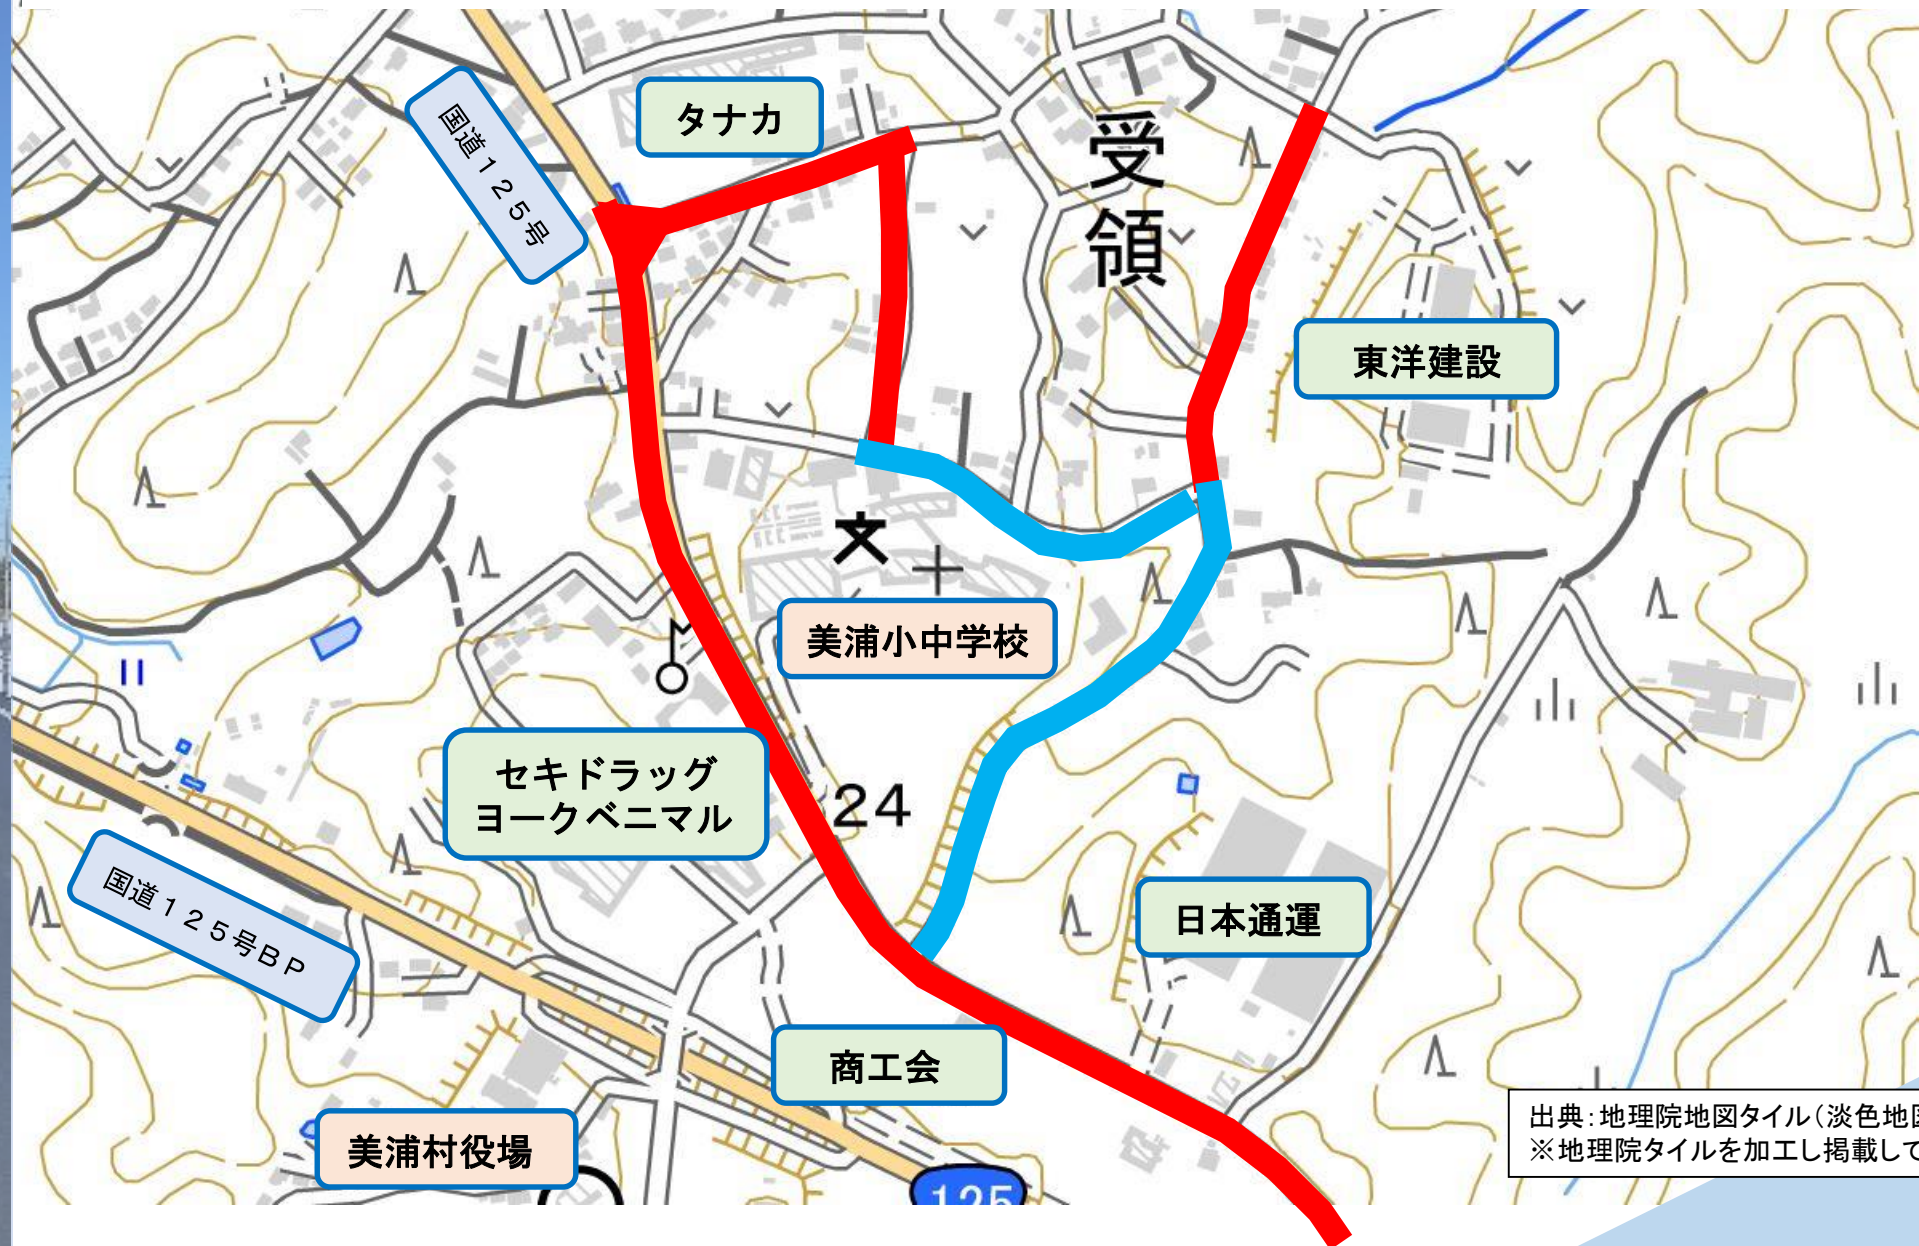 タナカ
国道125号
受領
東洋建設
美浦小中学校
セキドラッグ
ヨークベニマル
24
国道125号BP
日本通運
商工会
美浦村役場
125
出典:地理院地図タイル(淡色地図
※地理院タイルを加工し掲載して